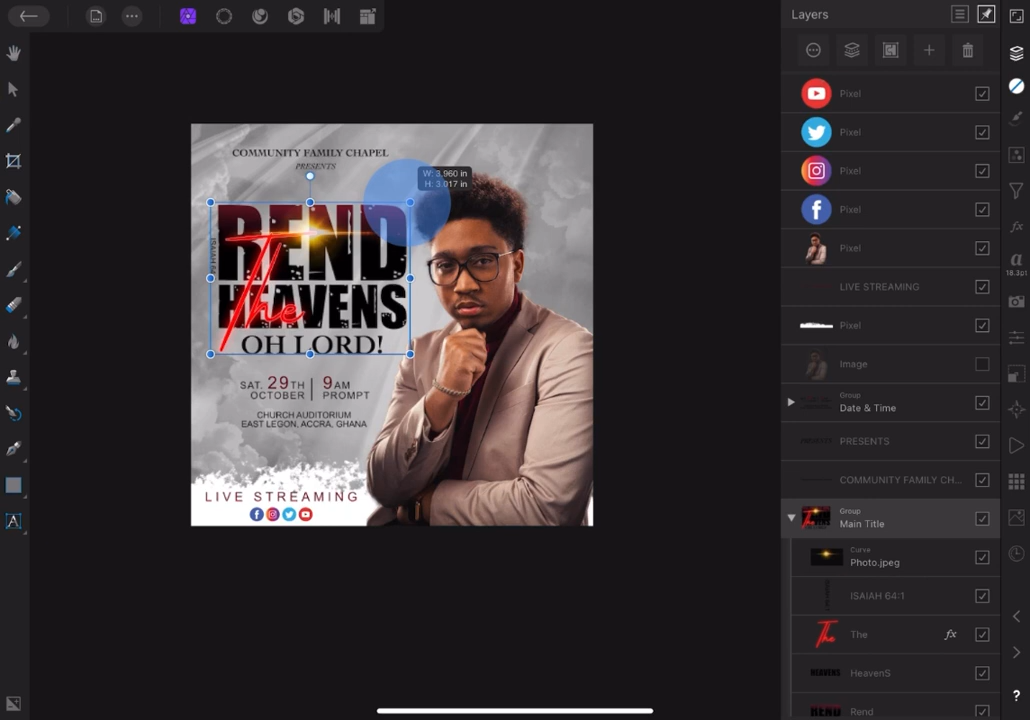 Layers
COMMUNITY FAMILY CHAPEL
PRESENTS
W: 3.960 in
H: 3.017 in
REND
The
HEAVENS
OH LORD!
SAT. 29TH | 9AM
OCTOBER | PROMPT
CHURCH AUDITORIUM
EAST LEGON, ACCRA, GHANA
LIVE STREAMING
Pixel
Pixel
Pixel
Pixel
Pixel
LIVE STREAMING
Pixel
Image
Group
Date & Time
PRESENTS
COMMUNITY FAMILY CH...
Group
Main Title
Curve
Photo.jpeg
ISAIAH 64:1
The
fx
HeavenS
Rend
fx
a
18.3pt
A
?